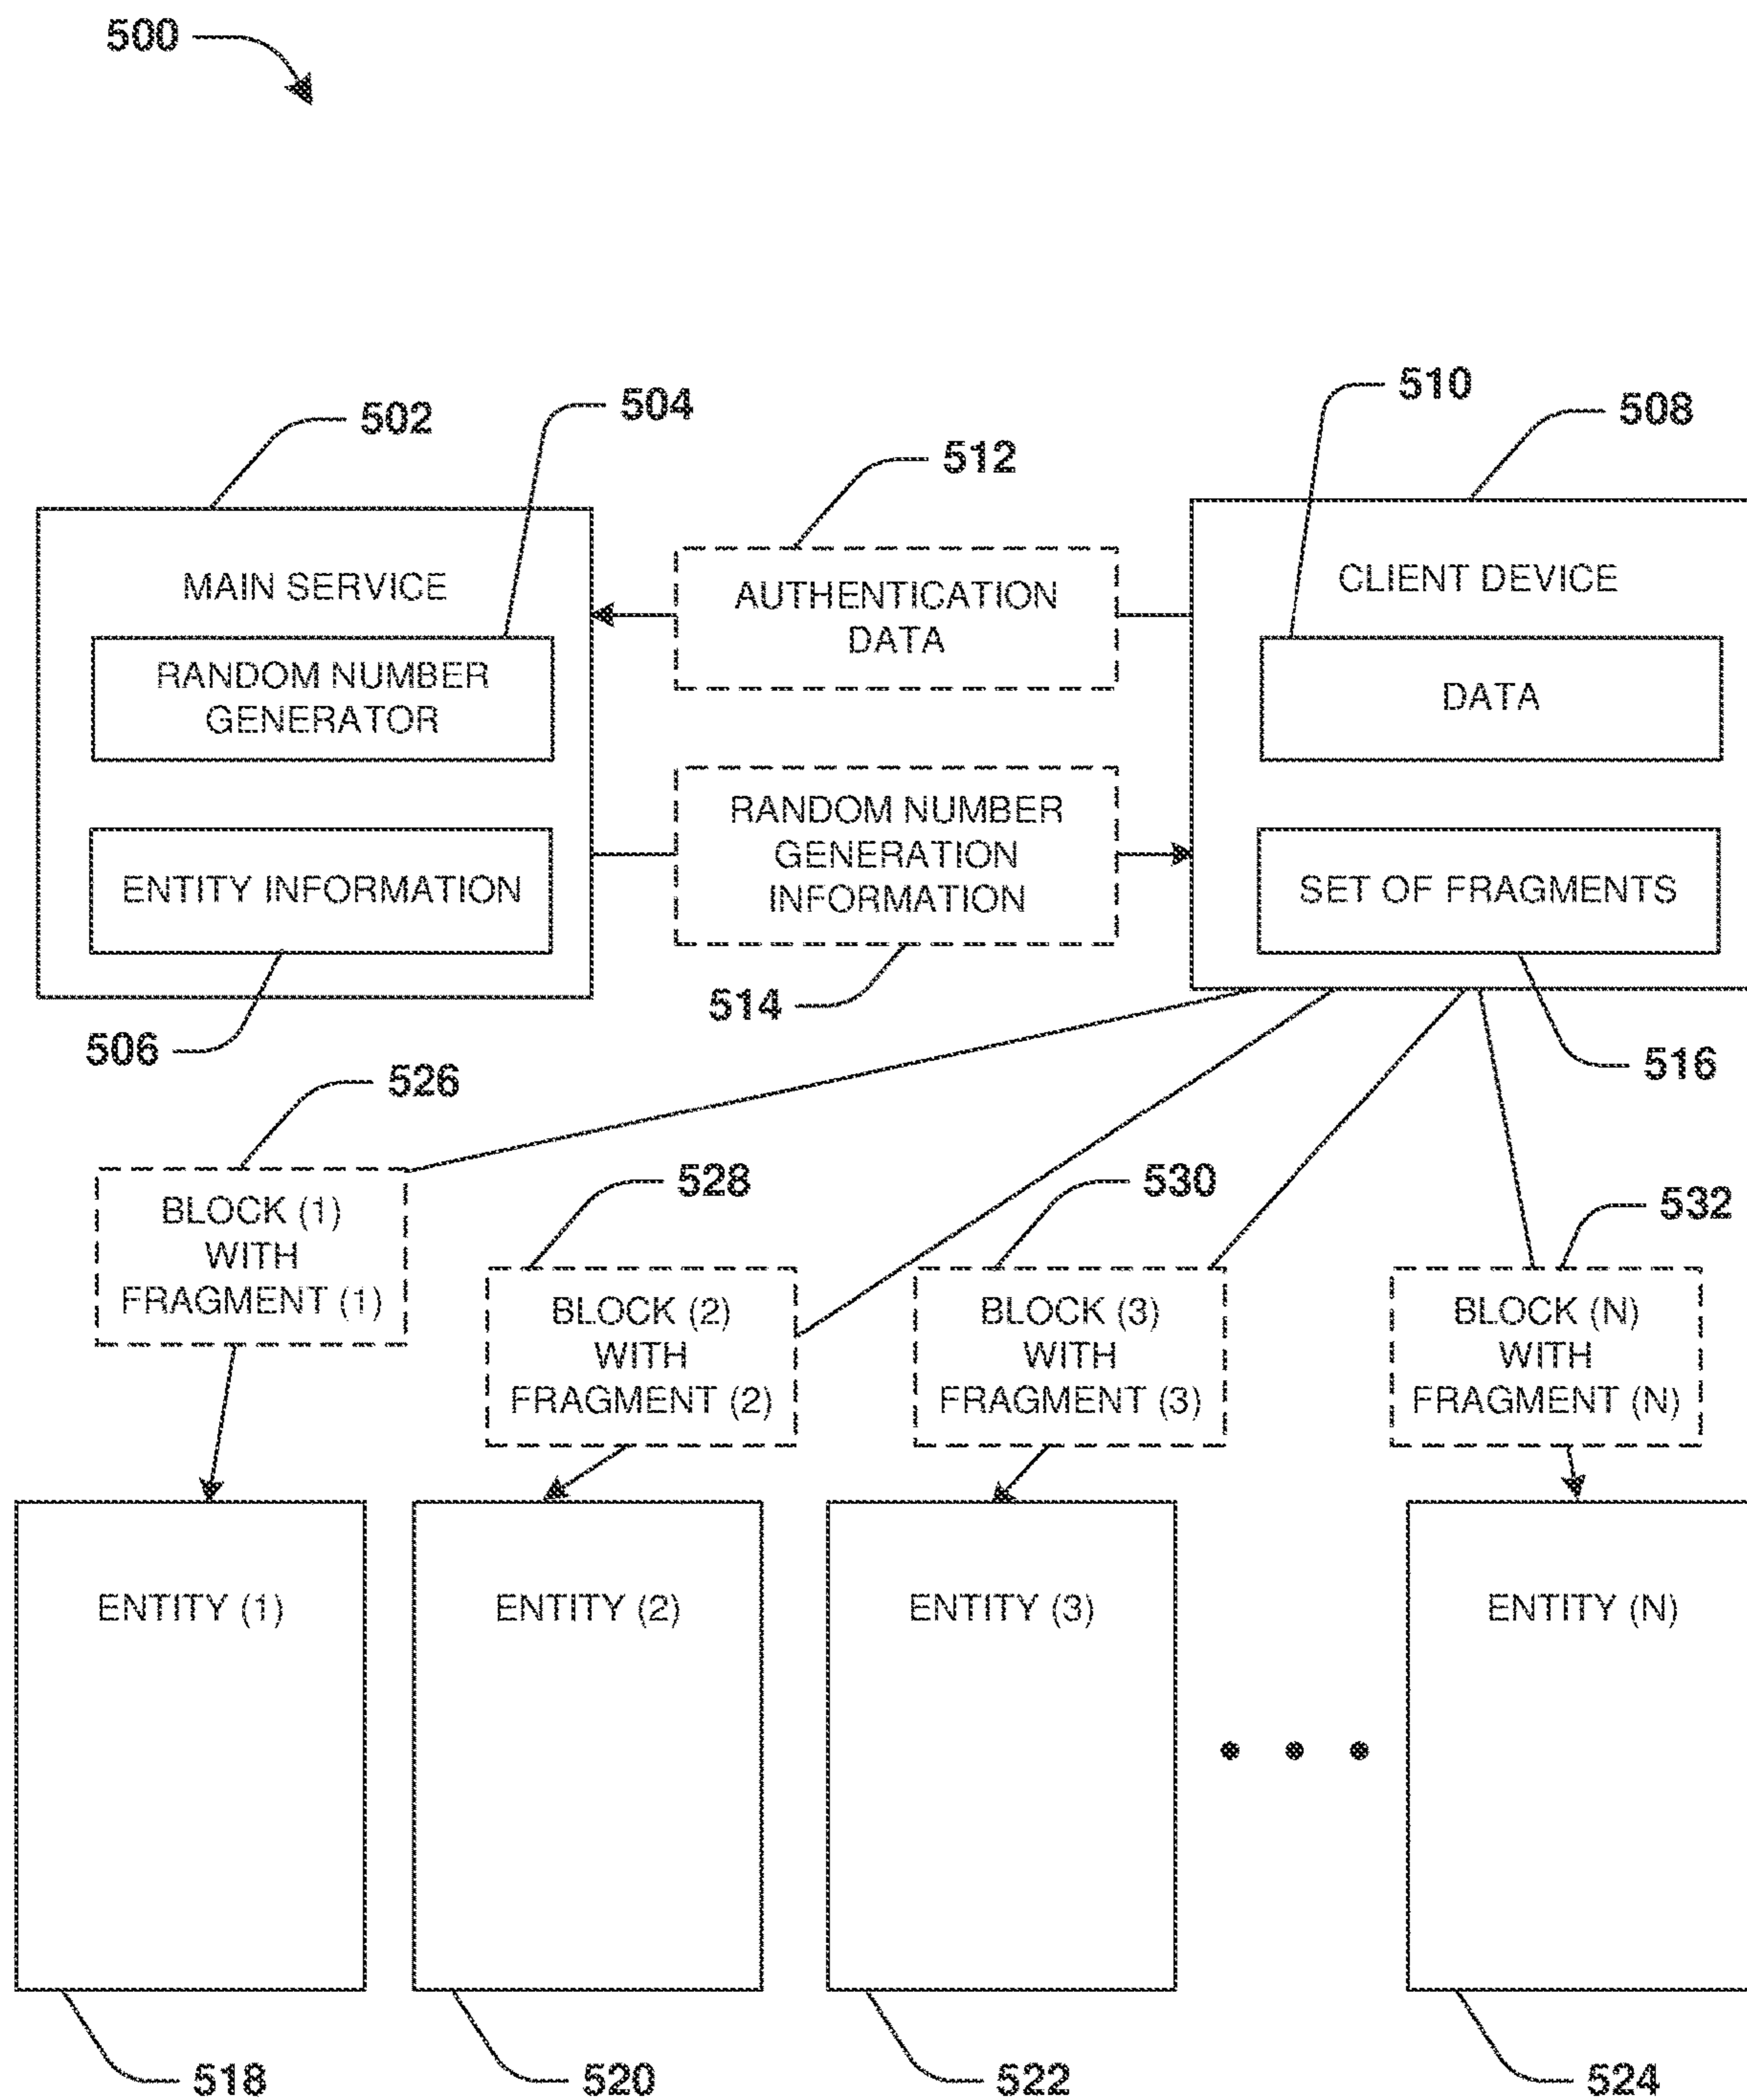 500
502
504
512
510
508
MAIN SERVICE
RANDOM NUMBER
GENERATOR
ENTITY INFORMATION
506
AUTHENTICATION
DATA
RANDOM NUMBER
GENERATION
INFORMATION
514
CLIENT DEVICE
DATA
SET OF FRAGMENTS
516
526
BLOCK (1)
WITH
FRAGMENT (1)
528
BLOCK (2)
WITH
FRAGMENT (2)
530
BLOCK (3)
WITH
FRAGMENT (3)
532
BLOCK (N)
WITH
FRAGMENT (N)
ENTITY (1)
ENTITY (2)
ENTITY (3)
ENTITY (N)
518
520
522
524